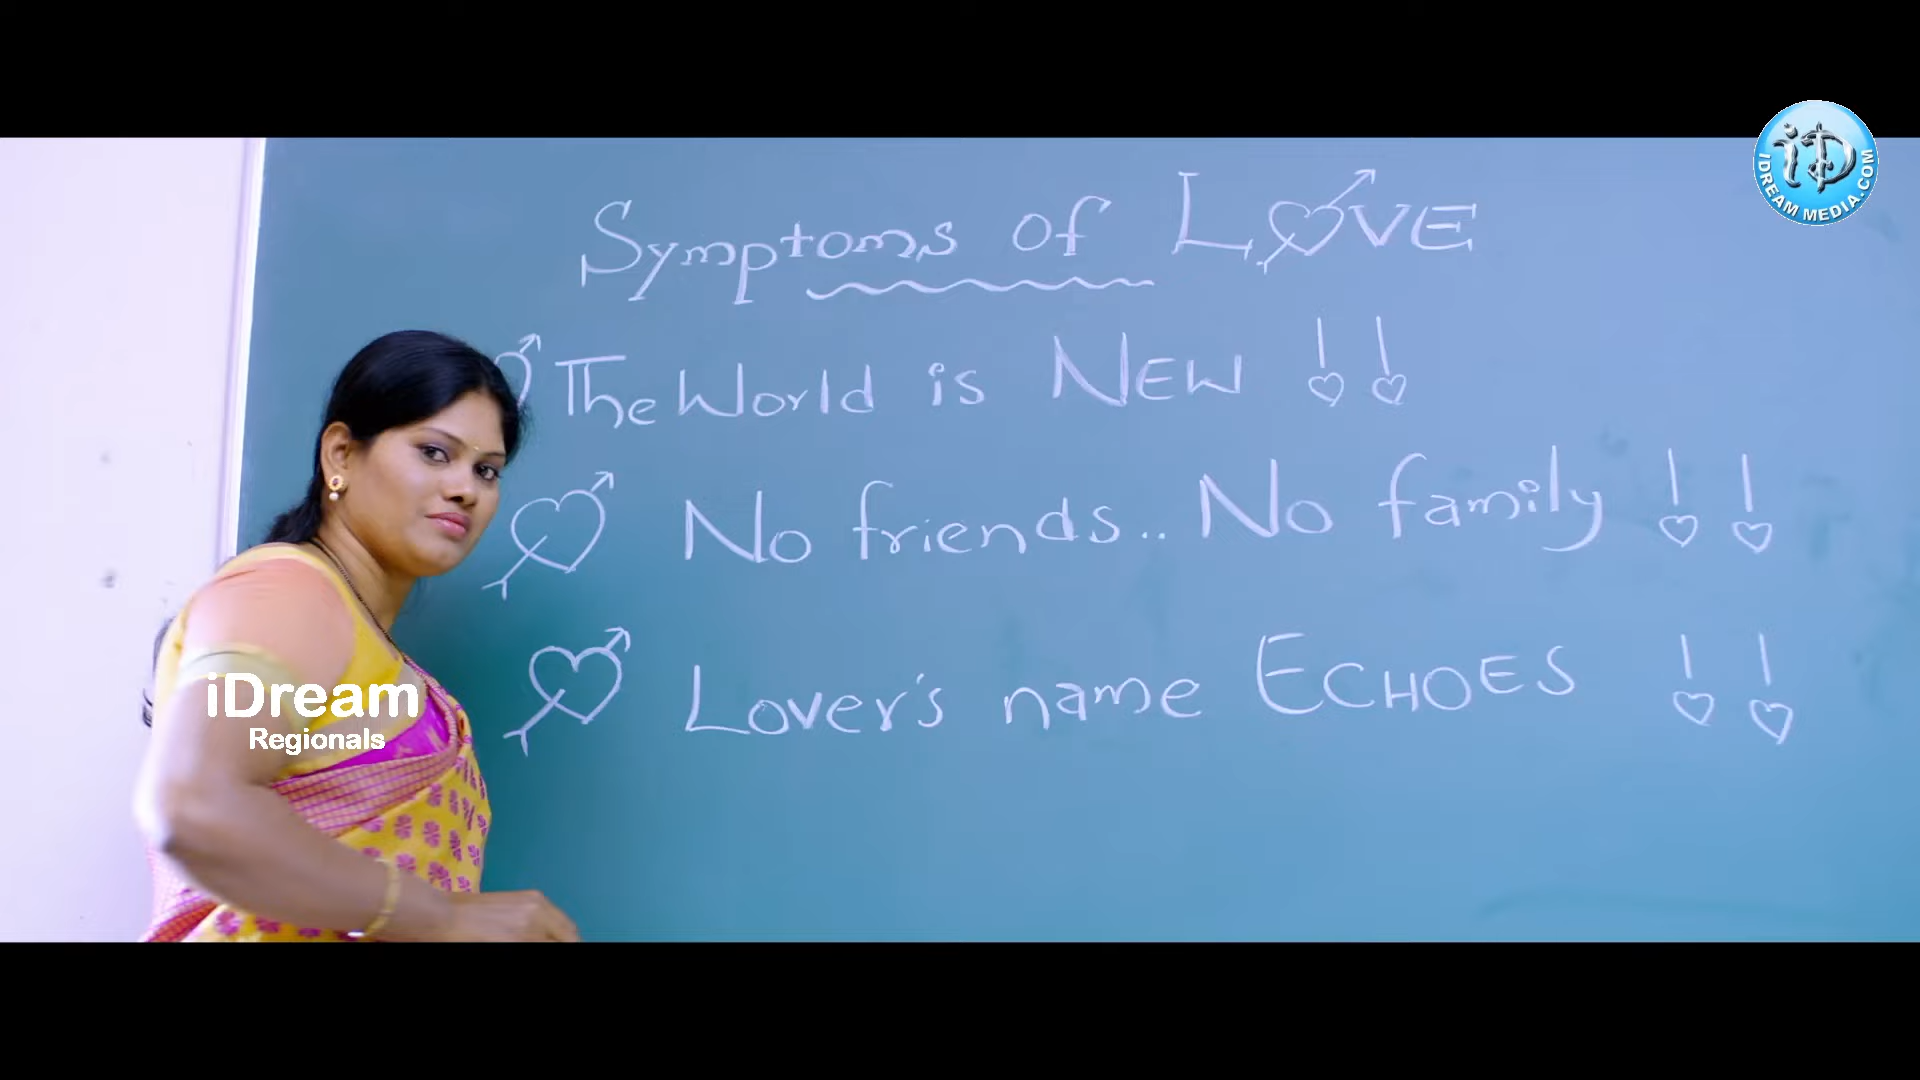 Symptoms of LOVE
The World is NEW !!
No friends.. No family !!
Lover's name ECHOES !!
iDream
Regionals
iD
IDREAM MEDIA.COM